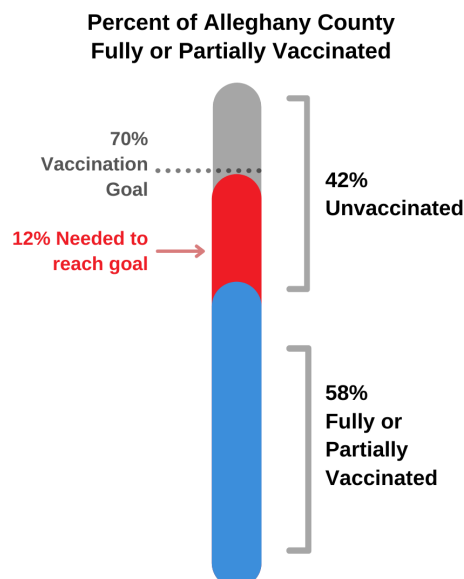 Percent of Alleghany County
Fully or Partially Vaccinated
70%
Vaccination
Goal
42%
Unvaccinated
12% Needed to
reach goal
58%
Fully or
Partially
Vaccinated